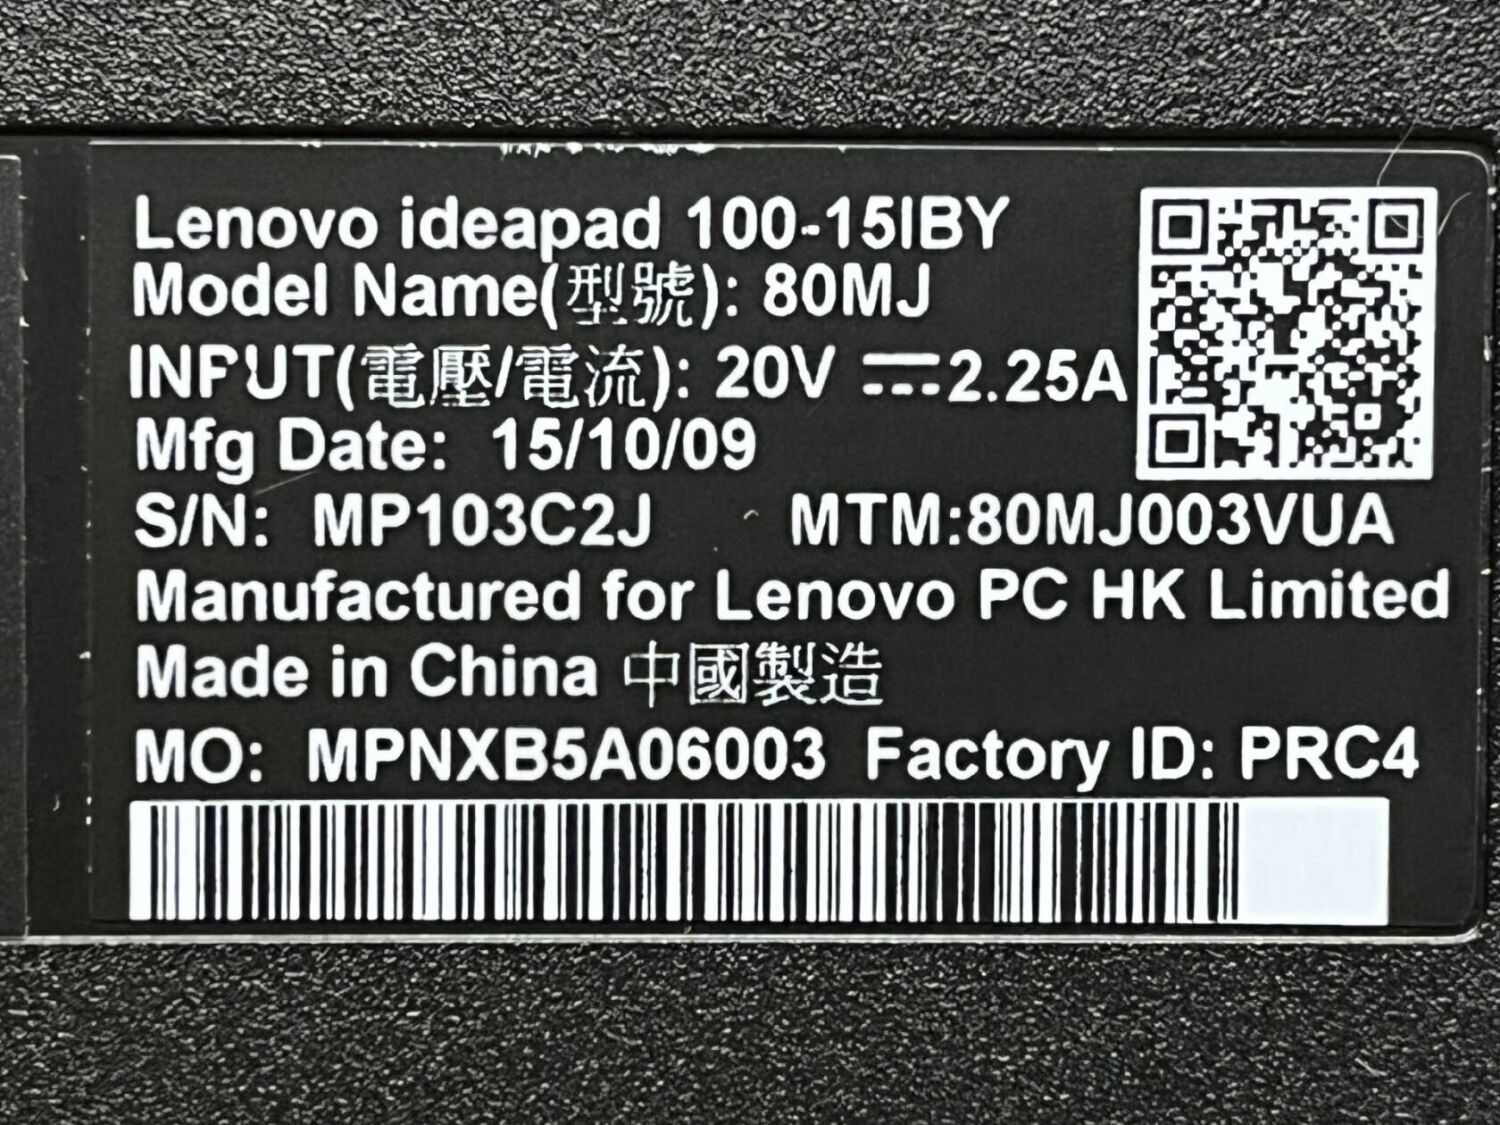 Lenovo ideapad 100-15IBY
Model Name(型號): 80MJ
INPUT(電壓/電流): 20V ⎓2.25A
Mfg Date: 15/10/09
S/N: MP103C2J MTM:80MJ003VUA
Manufactured for Lenovo PC HK Limited
Made in China 中國製造
MO: MPNXB5A06003 Factory ID: PRC4